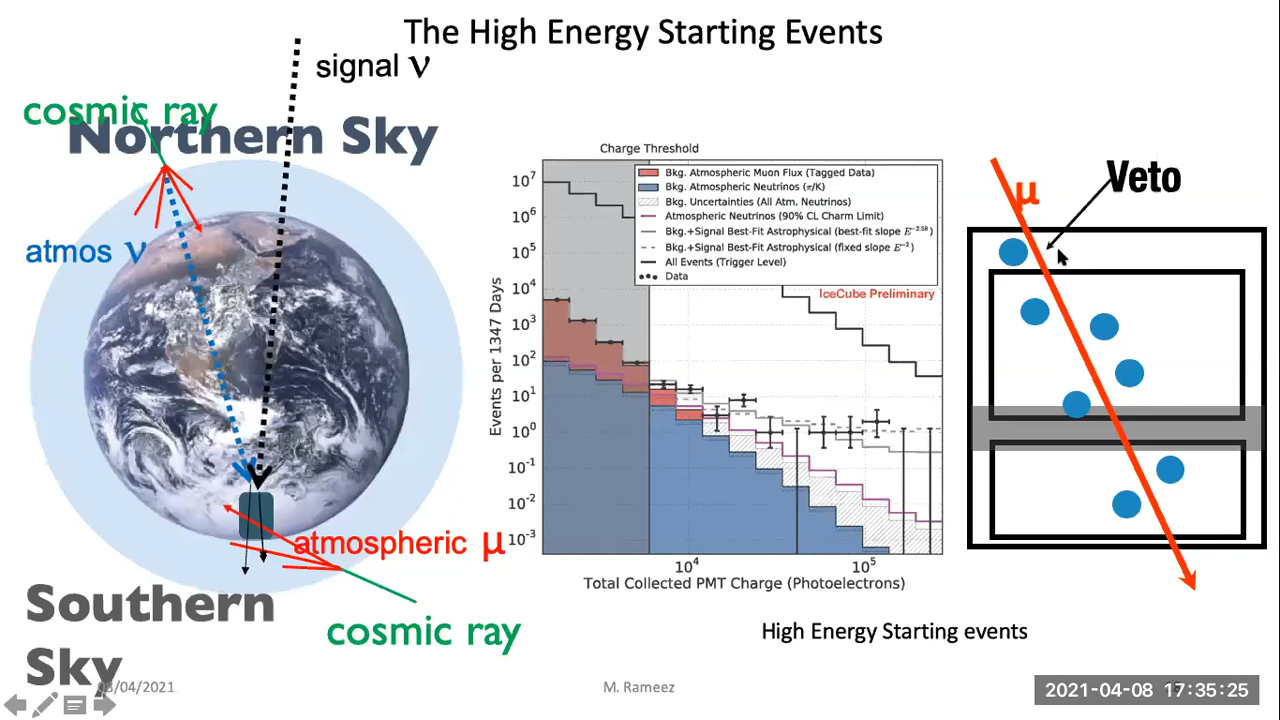 The High Energy Starting Events
signal ν
cosmic ray
Northern Sky
atmos ν
atmospheric μ
Southern
Sky
cosmic ray
Charge Threshold
Bkg. Atmospheric Muon Flux (Tagged Data)
Bkg. Atmospheric Neutrinos (π/K)
Bkg. Uncertainties (All Atm. Neutrinos)
Atmospheric Neutrinos (90% CL Charm Limit)
Bkg.+Signal Best-Fit Astrophysical (best-fit slope E^-2.58)
Bkg.+Signal Best-Fit Astrophysical (fixed slope E^-2)
All Events (Trigger Level)
Data
IceCube Preliminary
Events per 1347 Days
10^7
10^6
10^5
10^4
10^3
10^2
10^1
10^0
10^-1
10^-2
10^-3
10^4 10^5
Total Collected PMT Charge (Photoelectrons)
μ
Veto
High Energy Starting events
/04/2021
M. Rameez
2021-04-08 17:35:25